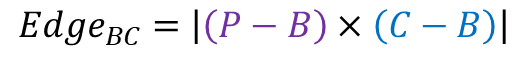 Edge_BC = |(P − B) × (C − B)|